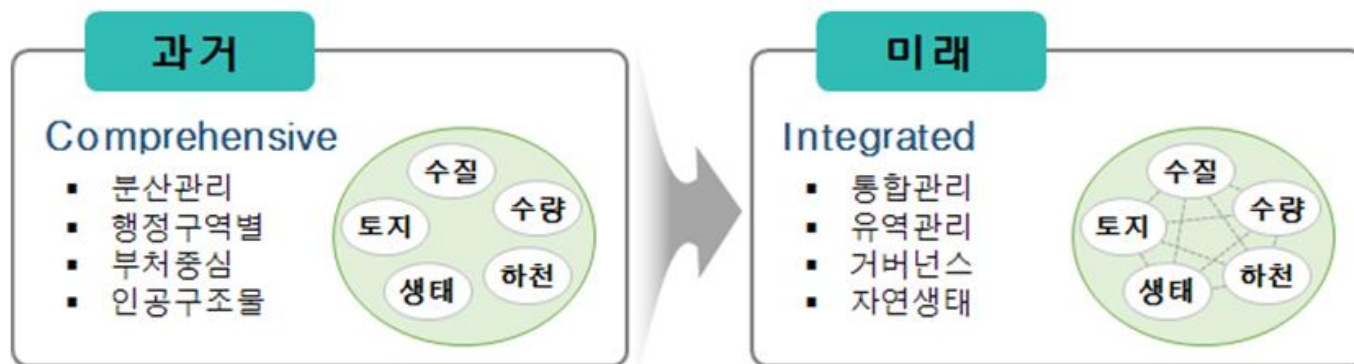 과거
Comprehensive
▪ 분산관리
▪ 행정구역별
▪ 부처중심
▪ 인공구조물
수질
수량
토지
하천
생태
미래
Integrated
▪ 통합관리
▪ 유역관리
▪ 거버넌스
▪ 자연생태
수질
수량
토지
하천
생태